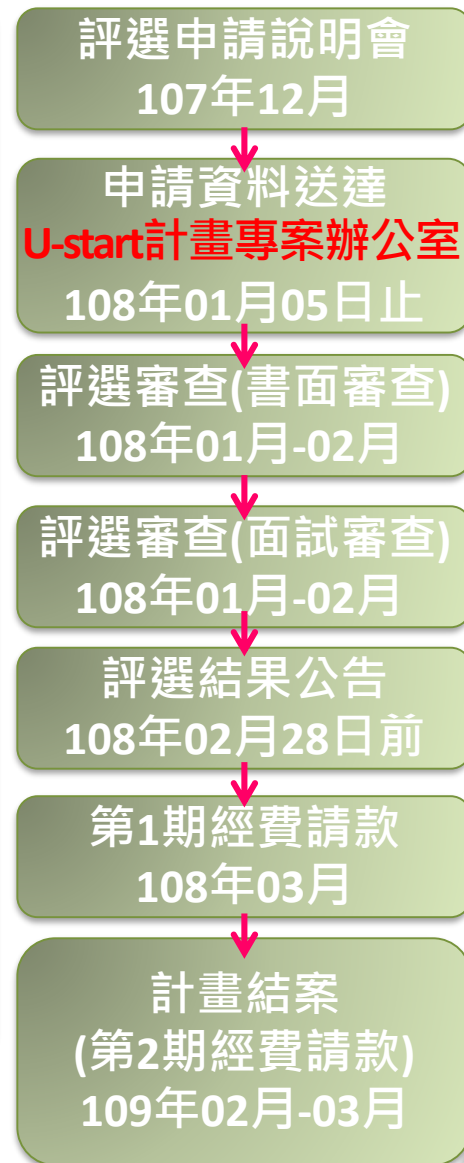 評選申請說明會
107年12月
申請資料送達
U-start計畫專案辦公室
108年01月05日止
評選審查(書面審查)
108年01月-02月
評選審查(面試審查)
108年01月-02月
評選結果公告
108年02月28日前
第1期經費請款
108年03月
計畫結案
(第2期經費請款)
109年02月-03月